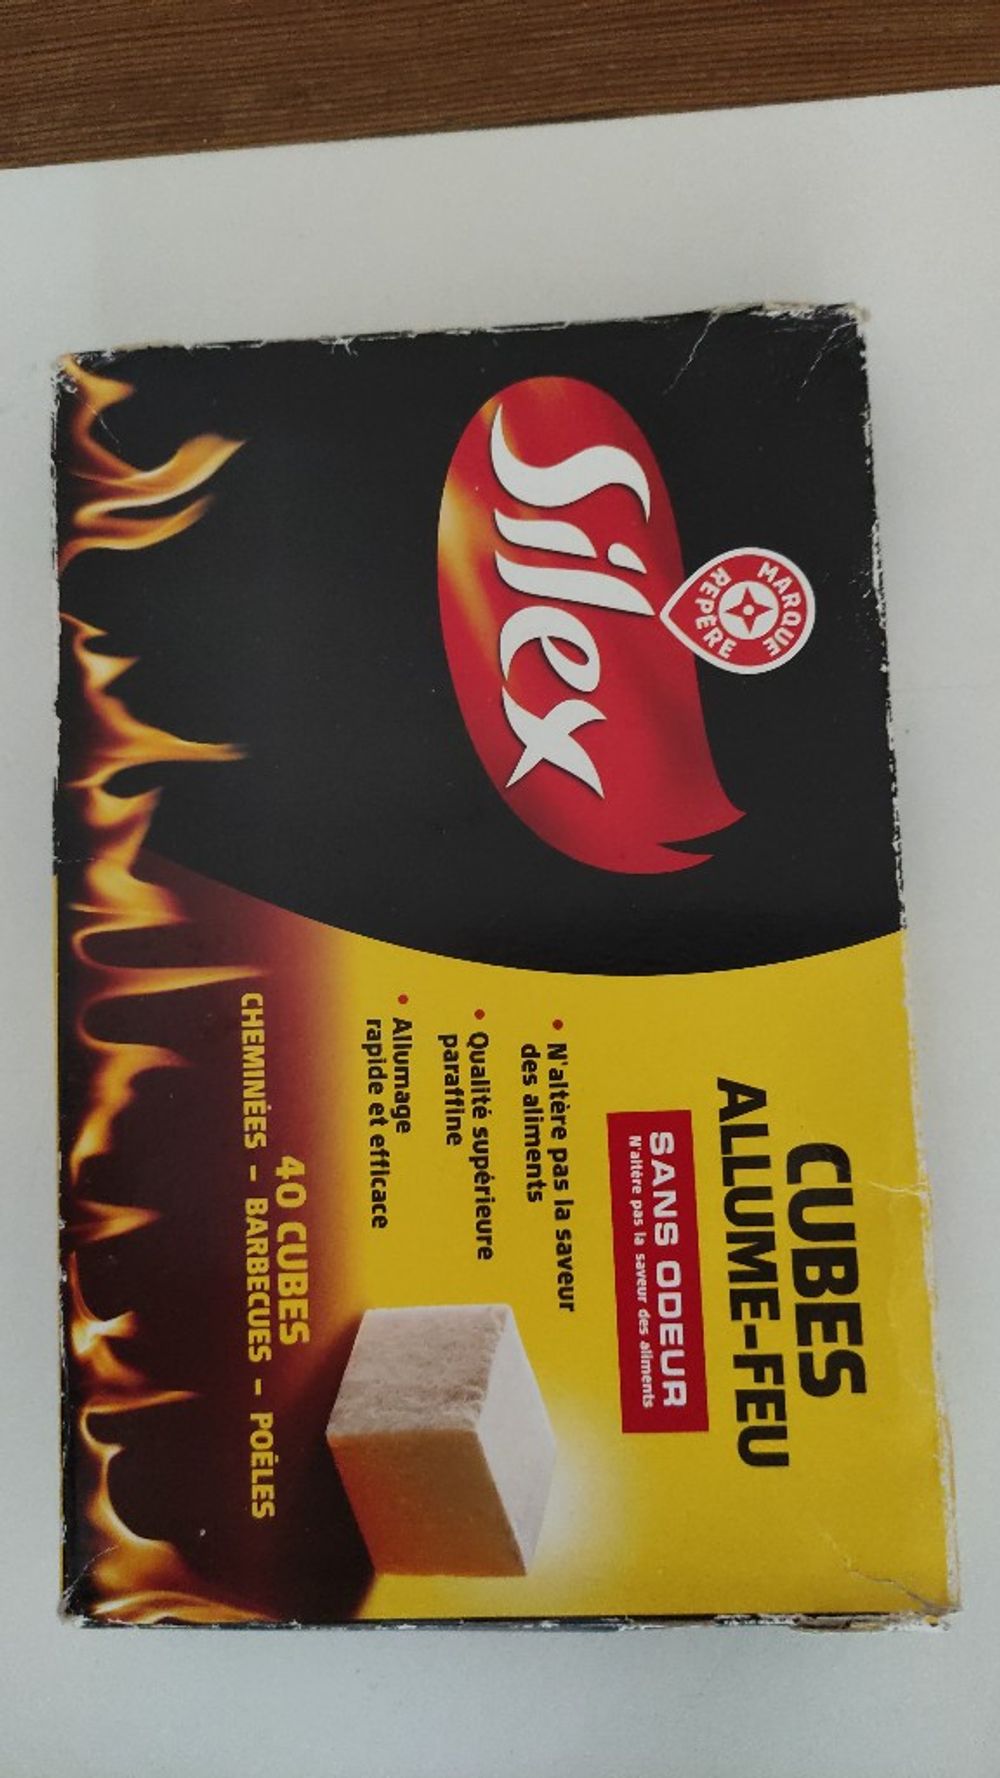 MARQUE
REPÈRE
Silex
CUBES
ALLUME-FEU
SANS ODEUR
N'altère pas la saveur des aliments
• N'altère pas la saveur
des aliments
• Qualité supérieure
paraffine
• Allumage
rapide et efficace
40 CUBES
CHEMINÉES – BARBECUES – POÊLES